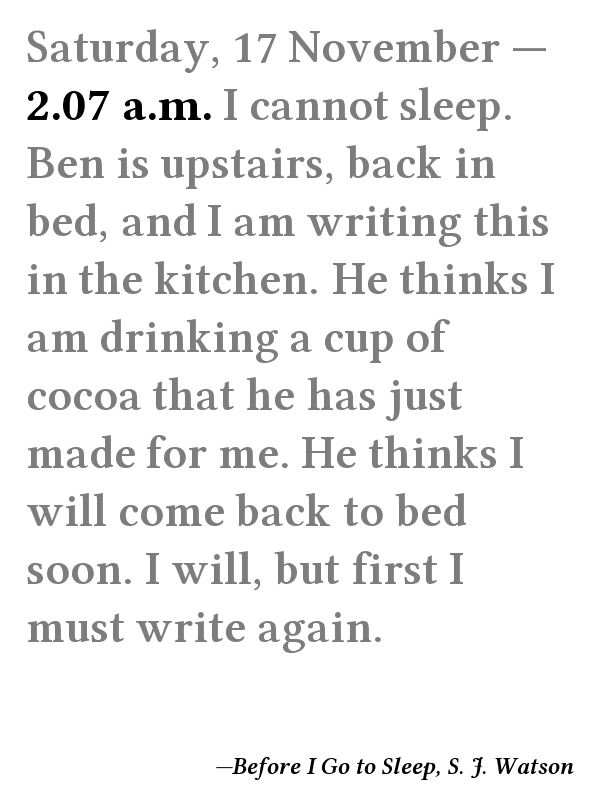 Saturday, 17 November —
2.07 a.m. I cannot sleep.
Ben is upstairs, back in
bed, and I am writing this
in the kitchen. He thinks I
am drinking a cup of
cocoa that he has just
made for me. He thinks I
will come back to bed
soon. I will, but first I
must write again.
—Before I Go to Sleep, S. J. Watson